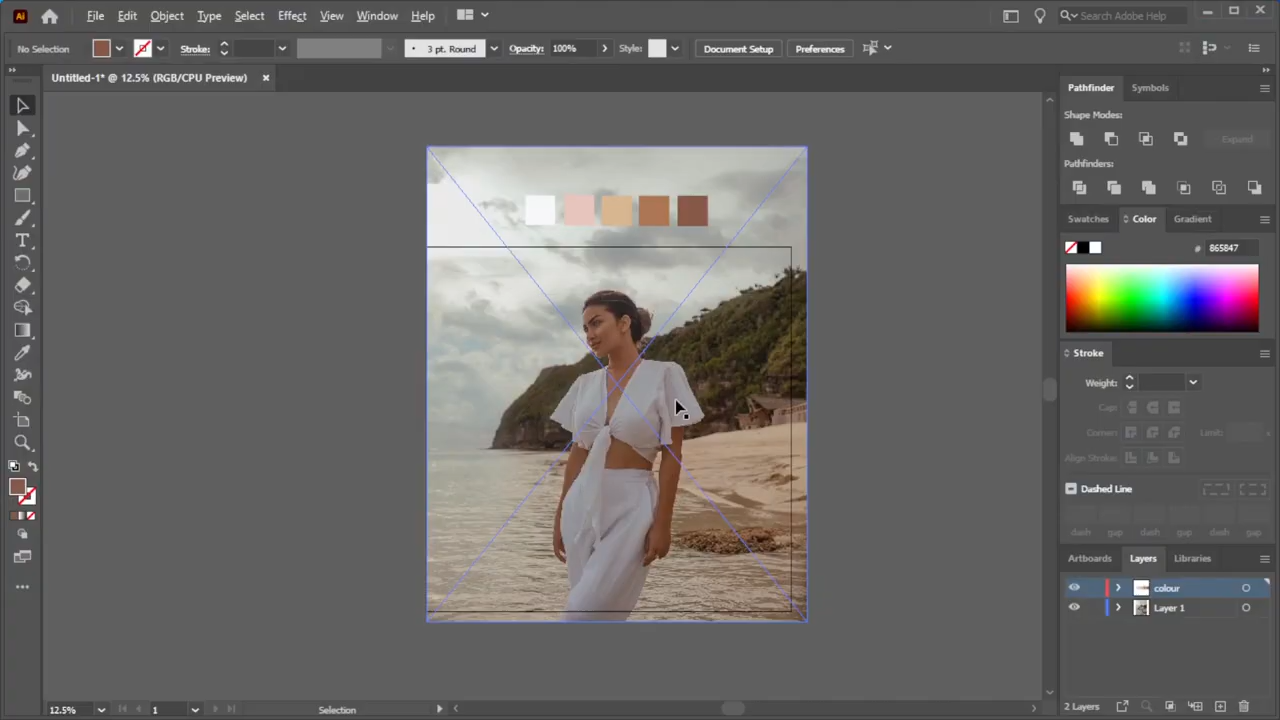 Ai File Edit Object Type Select Effect View Window Help Search Adobe Help
No Selection Stroke: 3 pt. Round Opacity: 100% Style: Document Setup Preferences
Untitled-1* @ 12.5% (RGB/CPU Preview)
Pathfinder Symbols
Shape Modes:
Expand
Pathfinders:
Swatches Color Gradient
# 865847
Stroke
Weight:
Cap:
Corner: Limit:
Align Stroke:
Dashed Line
dash gap dash gap dash gap
Artboards Layers Libraries
colour
Layer 1
12.5% 1 Selection 2 Layers